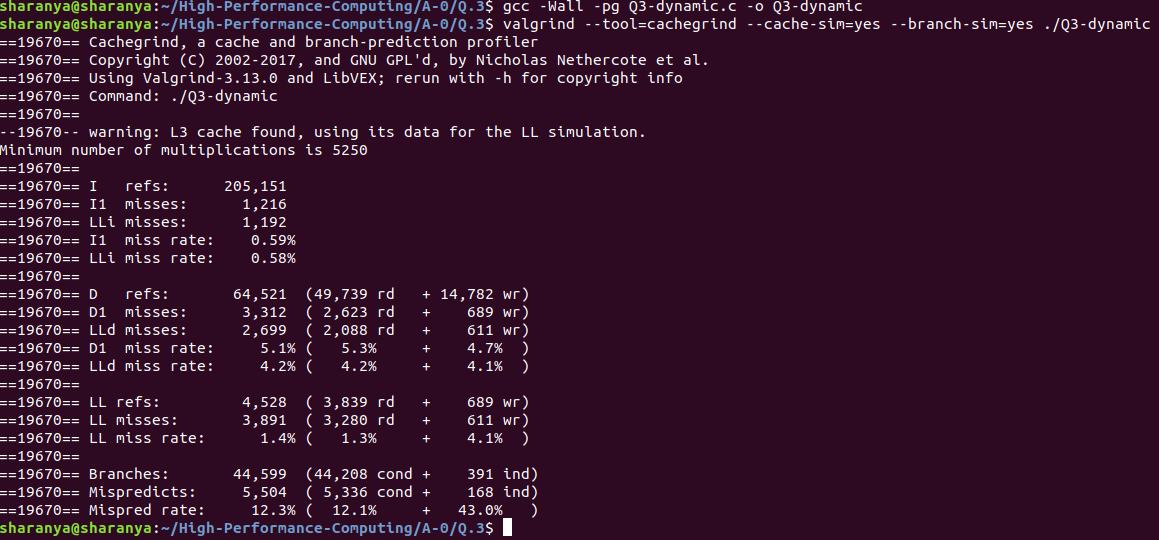 sharanya@sharanya:~/High-Performance-Computing/A-0/Q.3$ gcc -Wall -pg Q3-dynamic.c -o Q3-dynamic
sharanya@sharanya:~/High-Performance-Computing/A-0/Q.3$ valgrind --tool=cachegrind --cache-sim=yes --branch-sim=yes ./Q3-dynamic
==19670== Cachegrind, a cache and branch-prediction profiler
==19670== Copyright (C) 2002-2017, and GNU GPL'd, by Nicholas Nethercote et al.
==19670== Using Valgrind-3.13.0 and LibVEX; rerun with -h for copyright info
==19670== Command: ./Q3-dynamic
==19670==
--19670-- warning: L3 cache found, using its data for the LL simulation.
Minimum number of multiplications is 5250
==19670==
==19670== I   refs:      205,151
==19670== I1  misses:      1,216
==19670== LLi misses:      1,192
==19670== I1  miss rate:    0.59%
==19670== LLi miss rate:    0.58%
==19670==
==19670== D   refs:       64,521  (49,739 rd   + 14,782 wr)
==19670== D1  misses:      3,312  ( 2,623 rd   +    689 wr)
==19670== LLd misses:      2,699  ( 2,088 rd   +    611 wr)
==19670== D1  miss rate:     5.1% (   5.3%     +    4.7%  )
==19670== LLd miss rate:     4.2% (   4.2%     +    4.1%  )
==19670==
==19670== LL refs:         4,528  ( 3,839 rd   +    689 wr)
==19670== LL misses:       3,891  ( 3,280 rd   +    611 wr)
==19670== LL miss rate:      1.4% (   1.3%     +    4.1%  )
==19670==
==19670== Branches:       44,599  (44,208 cond +    391 ind)
==19670== Mispredicts:     5,504  ( 5,336 cond +    168 ind)
==19670== Mispred rate:     12.3% (  12.1%     +   43.0%   )
sharanya@sharanya:~/High-Performance-Computing/A-0/Q.3$